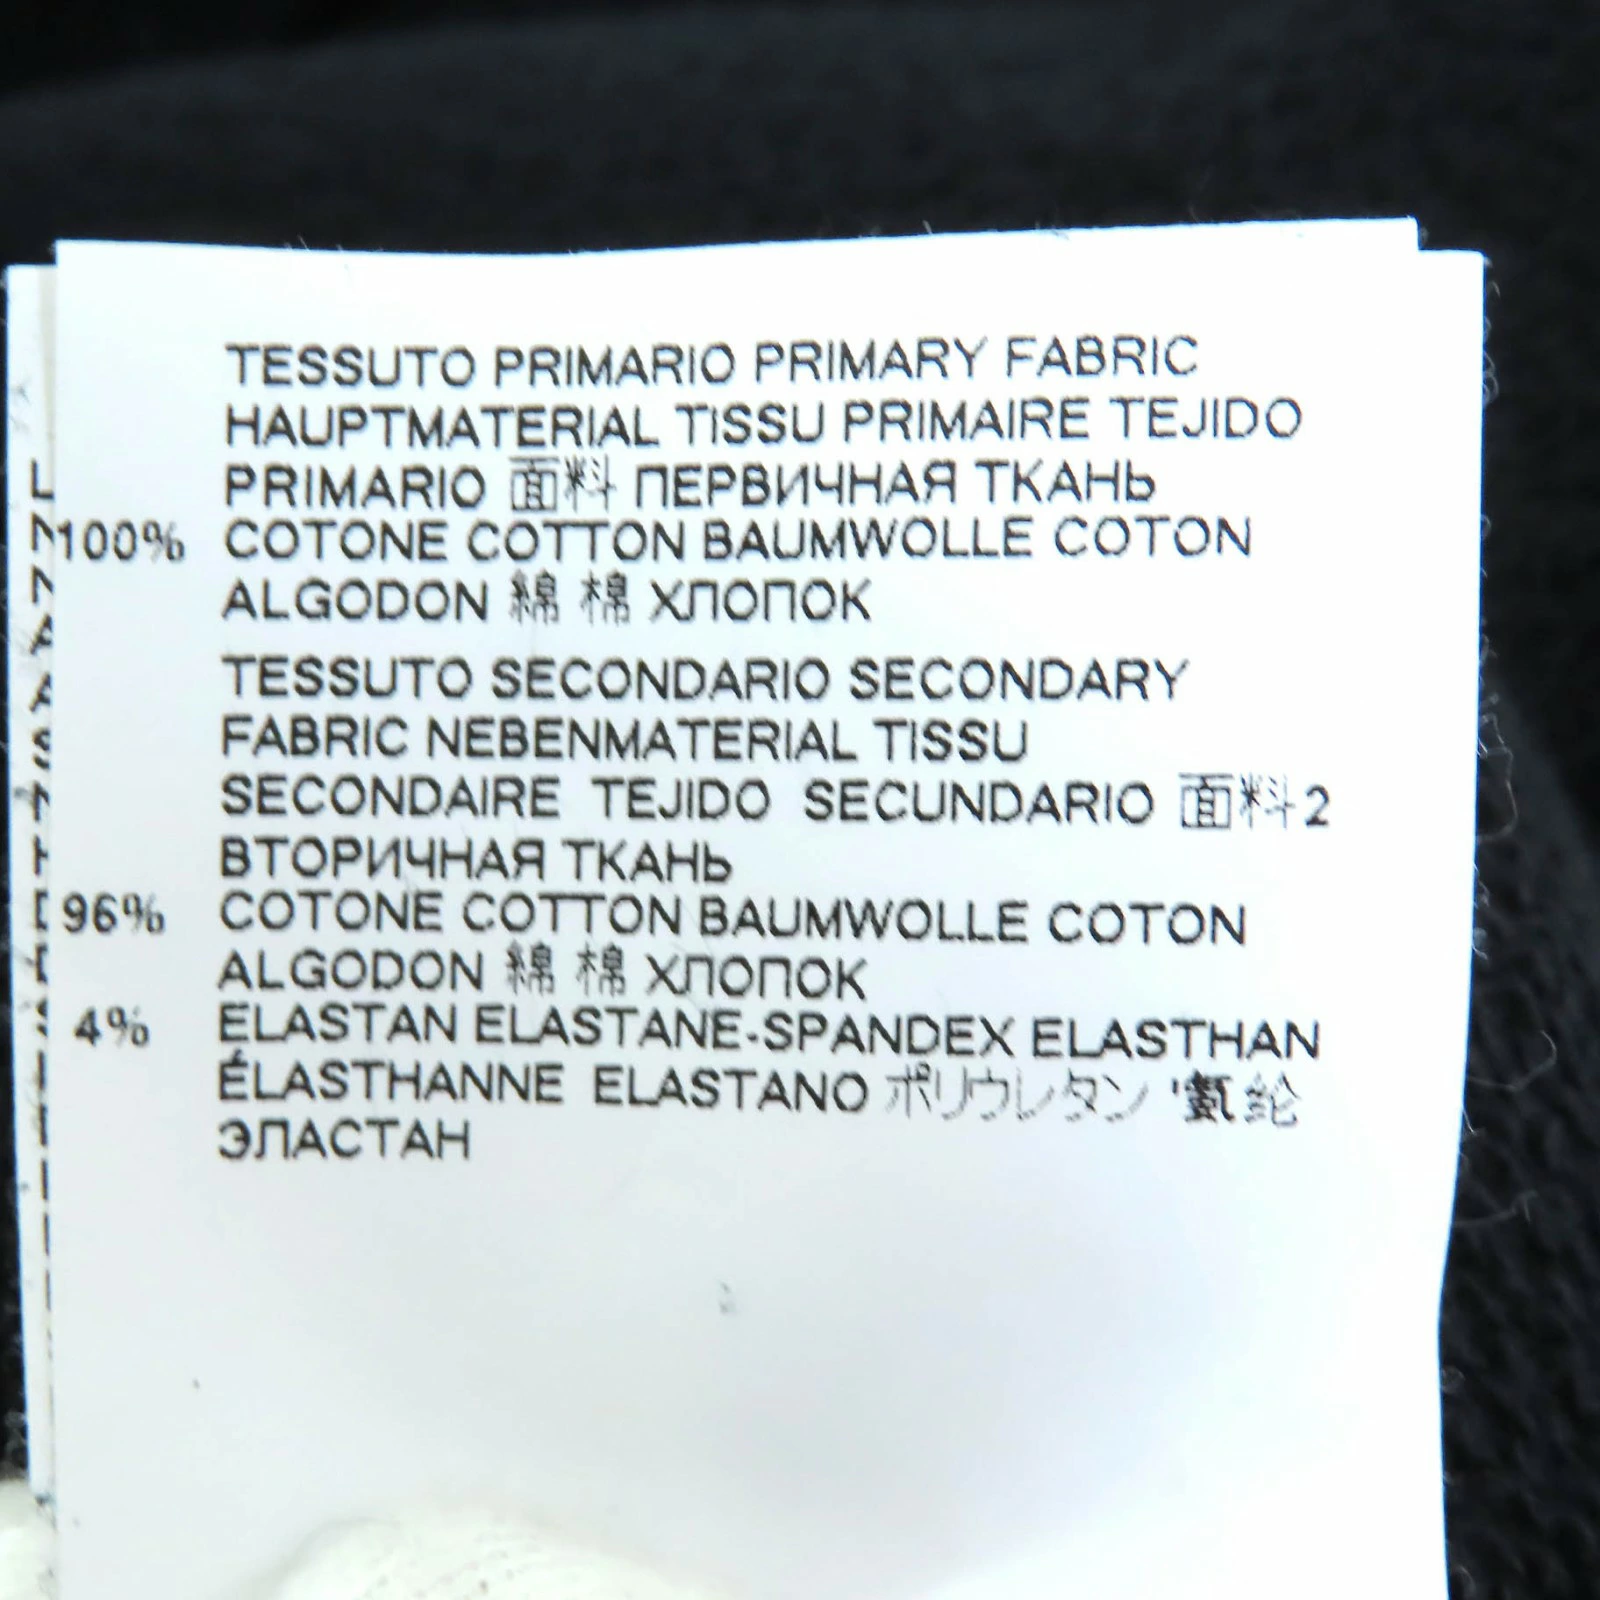 TESSUTO PRIMARIO PRIMARY FABRIC
HAUPTMATERIAL TISSU PRIMAIRE TEJIDO
PRIMARIO 面料 ПЕРВИЧНАЯ ТКАНЬ
100% COTONE COTTON BAUMWOLLE COTON
ALGODON 綿 棉 ХЛОПОК
TESSUTO SECONDARIO SECONDARY
FABRIC NEBENMATERIAL TISSU
SECONDAIRE TEJIDO SECUNDARIO 面料2
ВТОРИЧНАЯ ТКАНЬ
96% COTONE COTTON BAUMWOLLE COTON
ALGODON 綿 棉 ХЛОПОК
4% ELASTAN ELASTANE-SPANDEX ELASTHAN
ÉLASTHANNE ELASTANO ポリウレタン
ЭЛАСТАН